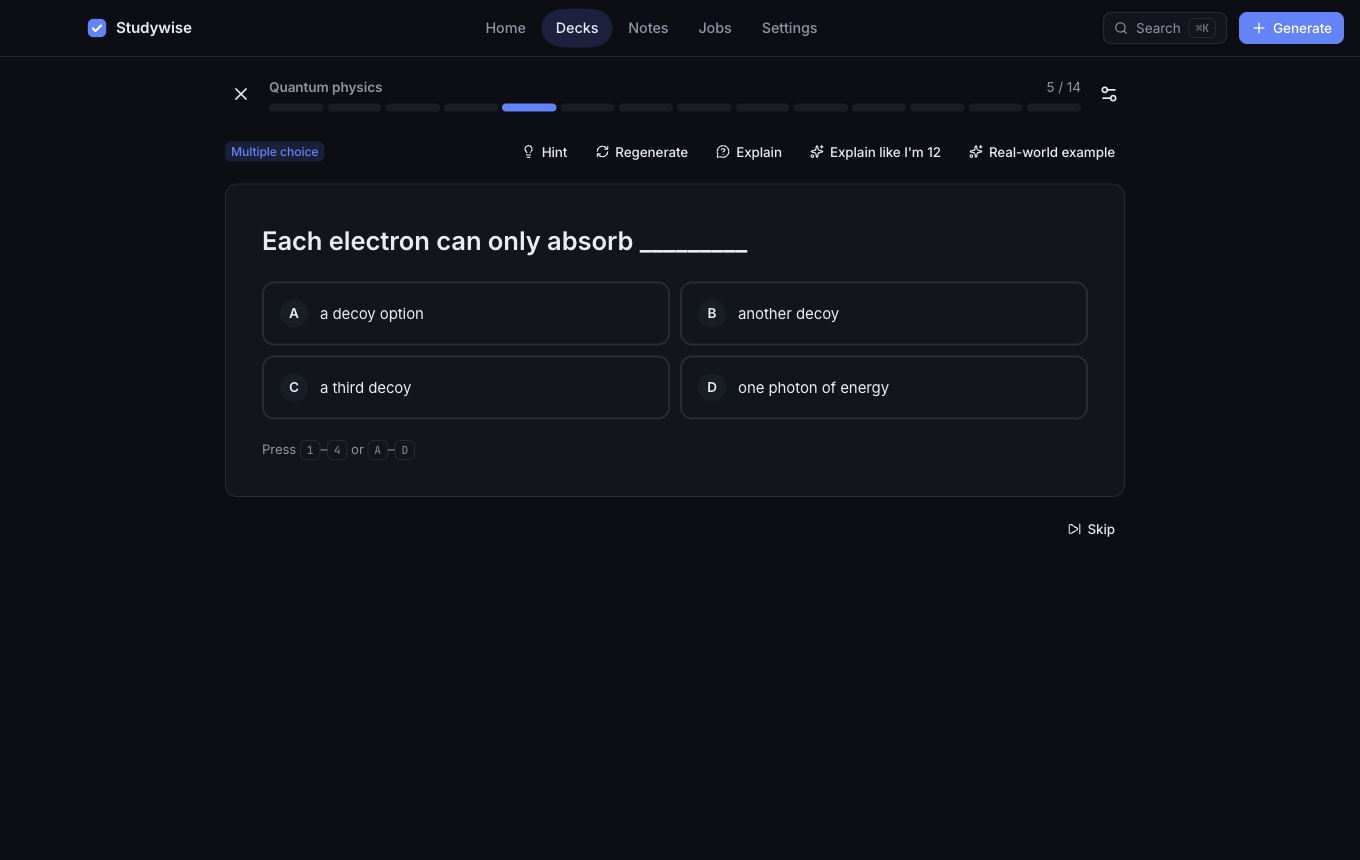 Studywise
Home Decks Notes Jobs Settings
Search ⌘K Generate
Quantum physics 5 / 14
Multiple choice
Hint Regenerate Explain Explain like I'm 12 Real-world example
Each electron can only absorb _________
A a decoy option
B another decoy
C a third decoy
D one photon of energy
Press 1–4 or A–D
Skip